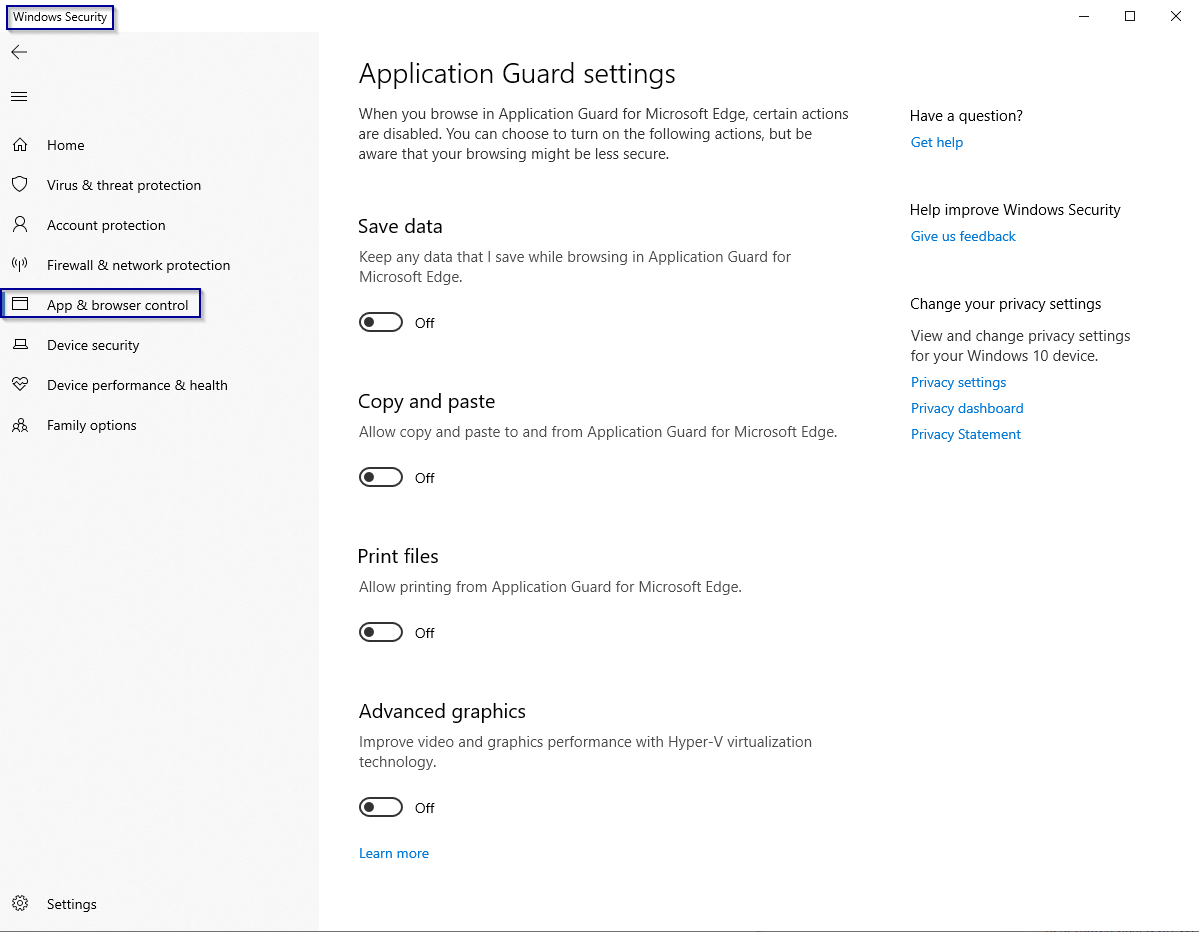 Windows Security
Home
Virus & threat protection
Account protection
Firewall & network protection
App & browser control
Device security
Device performance & health
Family options
Settings
Application Guard settings
When you browse in Application Guard for Microsoft Edge, certain actions
are disabled. You can choose to turn on the following actions, but be
aware that your browsing might be less secure.
Save data
Keep any data that I save while browsing in Application Guard for
Microsoft Edge.
Off
Copy and paste
Allow copy and paste to and from Application Guard for Microsoft Edge.
Off
Print files
Allow printing from Application Guard for Microsoft Edge.
Off
Advanced graphics
Improve video and graphics performance with Hyper-V virtualization
technology.
Off
Learn more
Have a question?
Get help
Help improve Windows Security
Give us feedback
Change your privacy settings
View and change privacy settings
for your Windows 10 device.
Privacy settings
Privacy dashboard
Privacy Statement